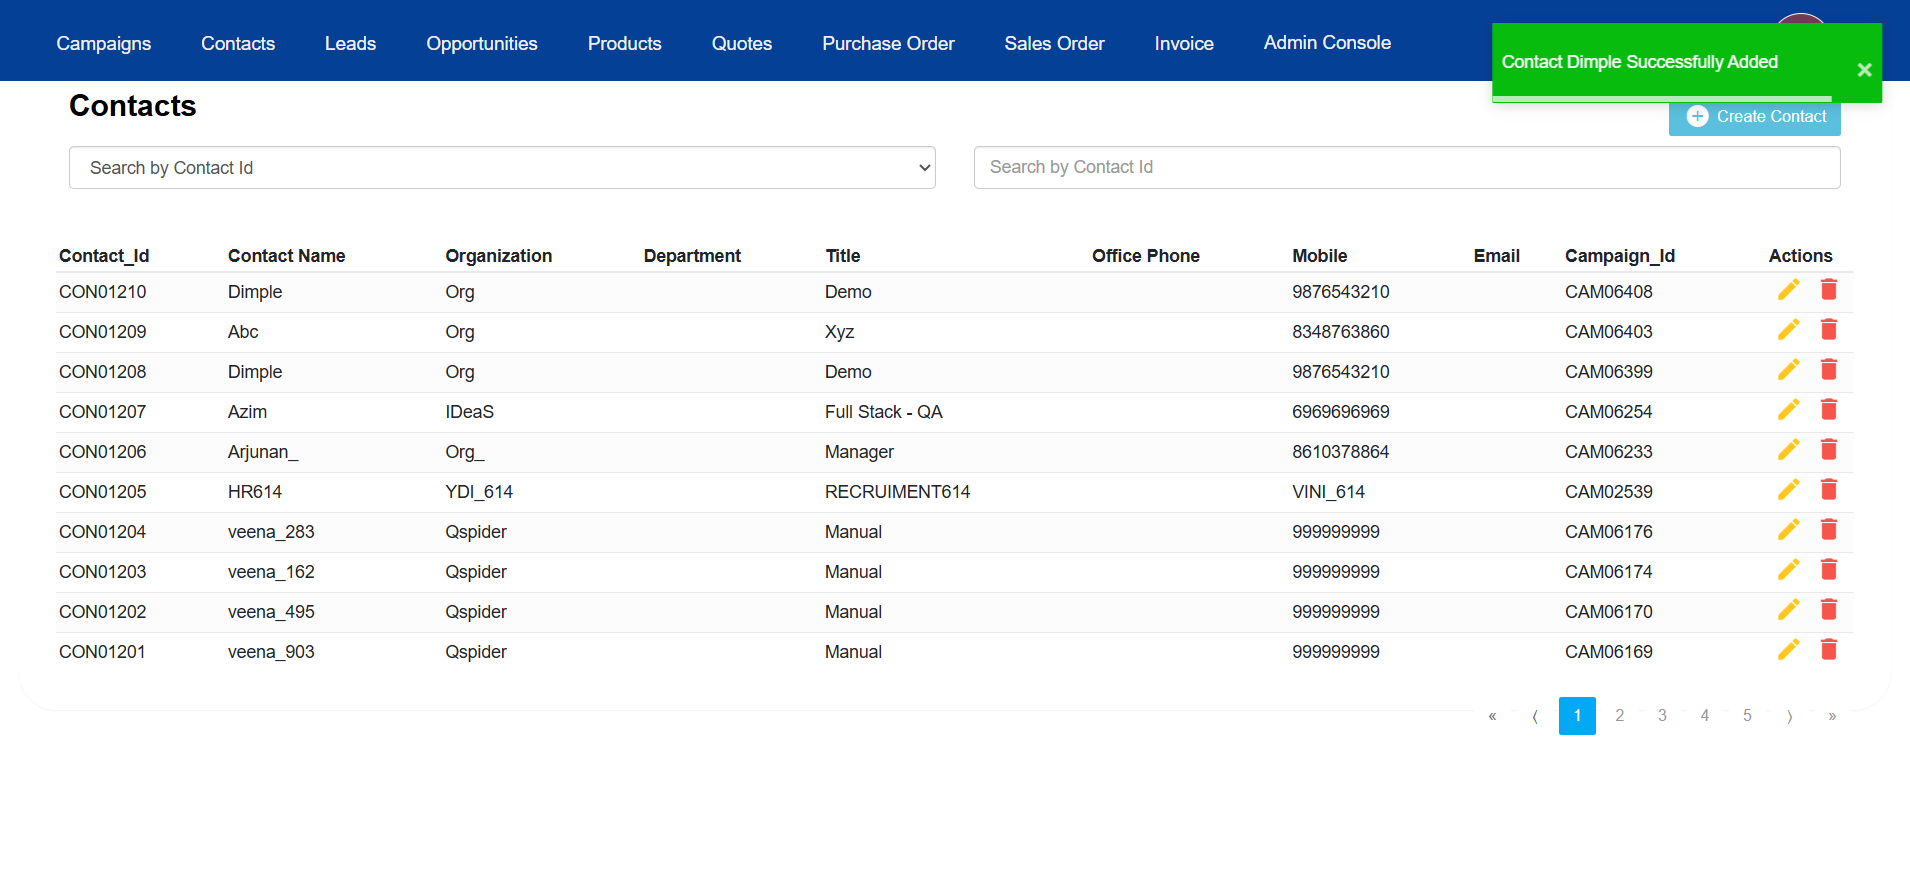 Campaigns Contacts Leads Opportunities Products Quotes Purchase Order Sales Order Invoice Admin Console
Contact Dimple Successfully Added ×
Contacts
Create Contact
Search by Contact Id
Search by Contact Id
Contact_Id Contact Name Organization Department Title Office Phone Mobile Email Campaign_Id Actions
CON01210 Dimple Org Demo 9876543210 CAM06408
CON01209 Abc Org Xyz 8348763860 CAM06403
CON01208 Dimple Org Demo 9876543210 CAM06399
CON01207 Azim IDeaS Full Stack - QA 6969696969 CAM06254
CON01206 Arjunan_ Org_ Manager 8610378864 CAM06233
CON01205 HR614 YDI_614 RECRUIMENT614 VINI_614 CAM02539
CON01204 veena_283 Qspider Manual 999999999 CAM06176
CON01203 veena_162 Qspider Manual 999999999 CAM06174
CON01202 veena_495 Qspider Manual 999999999 CAM06170
CON01201 veena_903 Qspider Manual 999999999 CAM06169
« ⟨ 1 2 3 4 5 ⟩ »